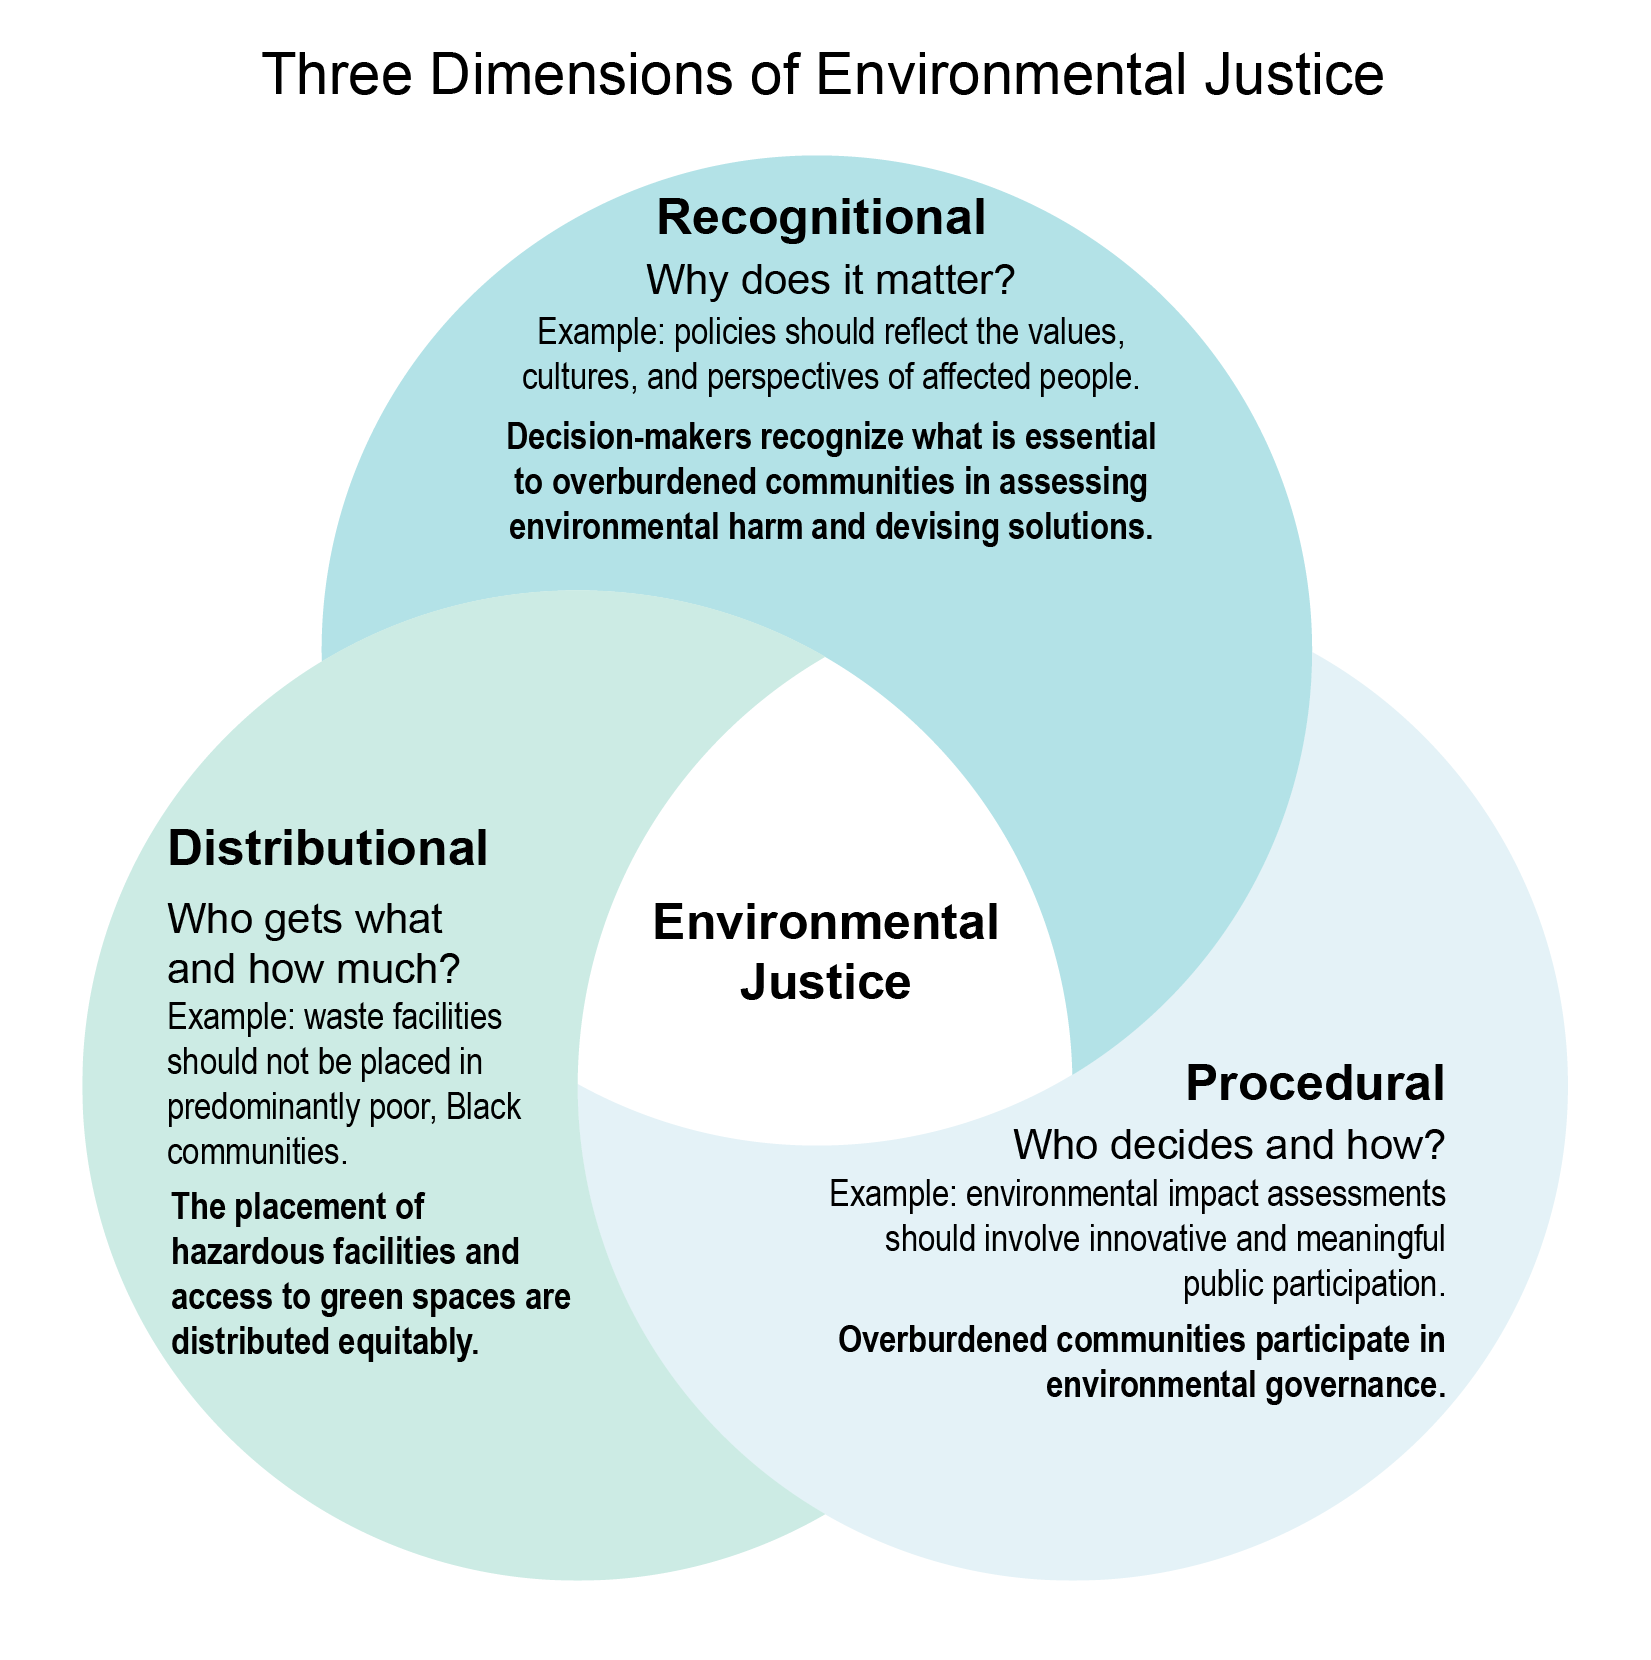 Three Dimensions of Environmental Justice
Recognitional
Why does it matter?
Example: policies should reflect the values,
cultures, and perspectives of affected people.
Decision-makers recognize what is essential
to overburdened communities in assessing
environmental harm and devising solutions.
Distributional
Who gets what
and how much?
Example: waste facilities
should not be placed in
predominantly poor, Black
communities.
The placement of
hazardous facilities and
access to green spaces are
distributed equitably.
Environmental
Justice
Procedural
Who decides and how?
Example: environmental impact assessments
should involve innovative and meaningful
public participation.
Overburdened communities participate in
environmental governance.